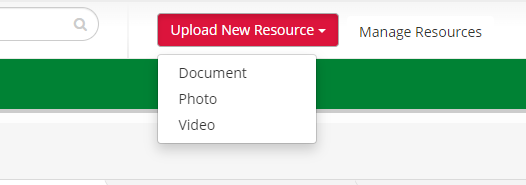 Upload New Resource Manage Resources
Document
Photo
Video